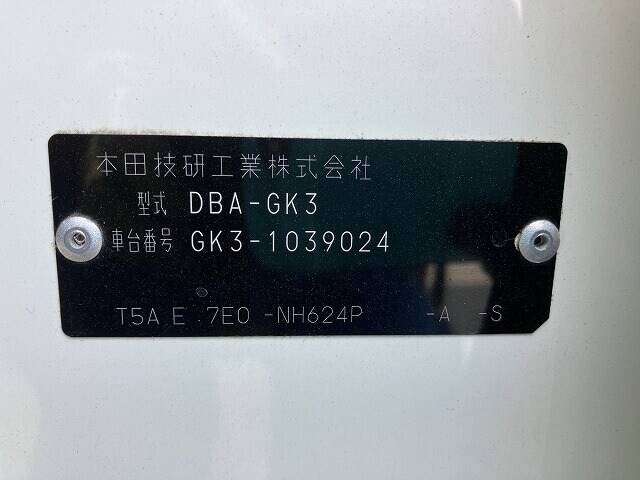 本田技研工業株式会社
型式 DBA-GK3
車台番号 GK3-1039024
T5A E 7E0 -NH624P -A -S